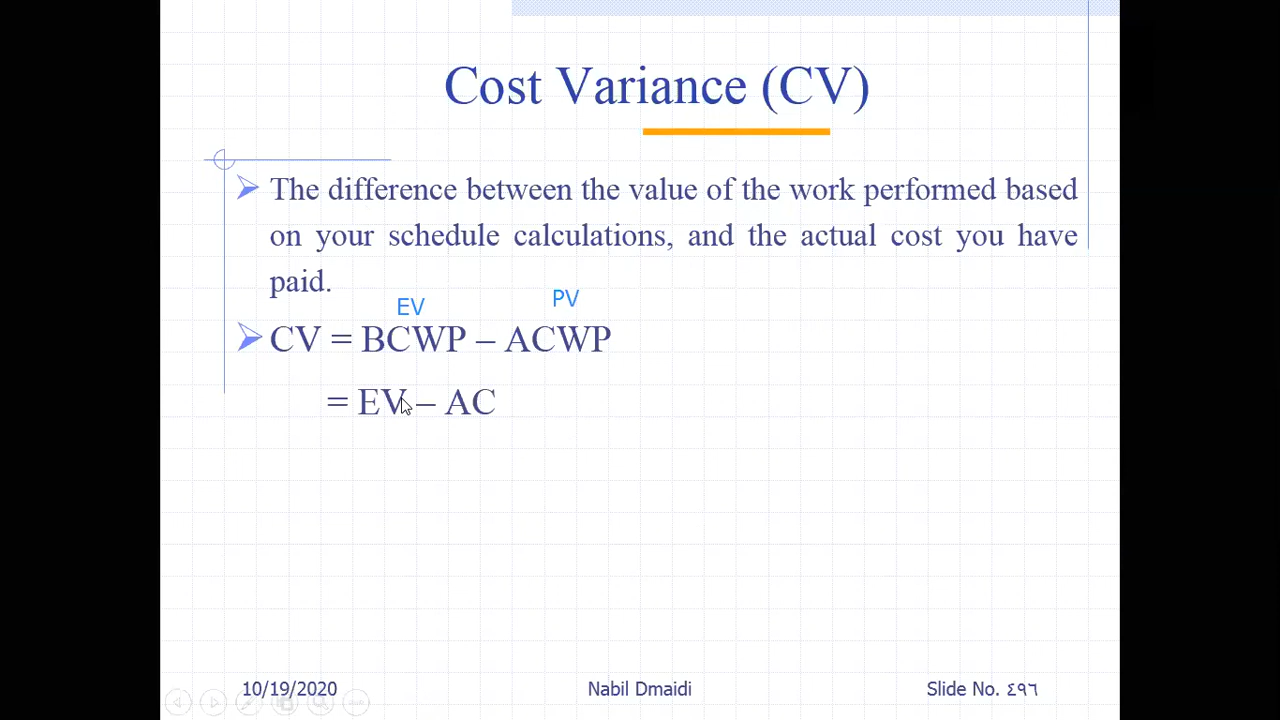 Cost Variance (CV)
The difference between the value of the work performed based
on your schedule calculations, and the actual cost you have
paid.
EV PV
CV = BCWP – ACWP
= EV – AC
10/19/2020 Nabil Dmaidi Slide No. ٤٩٦